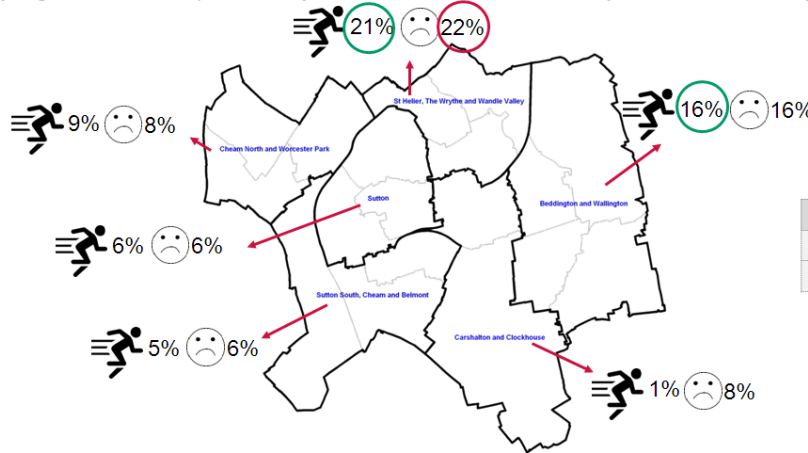 21% 22%
St Helier, The Wrythe and Wandle Valley
16% 16%
9% 8%
Cheam North and Worcester Park
Sutton
Beddington and Wallington
6% 6%
Sutton South, Cheam and Belmont
5% 6%
Carshalton and Clockhouse
1% 8%